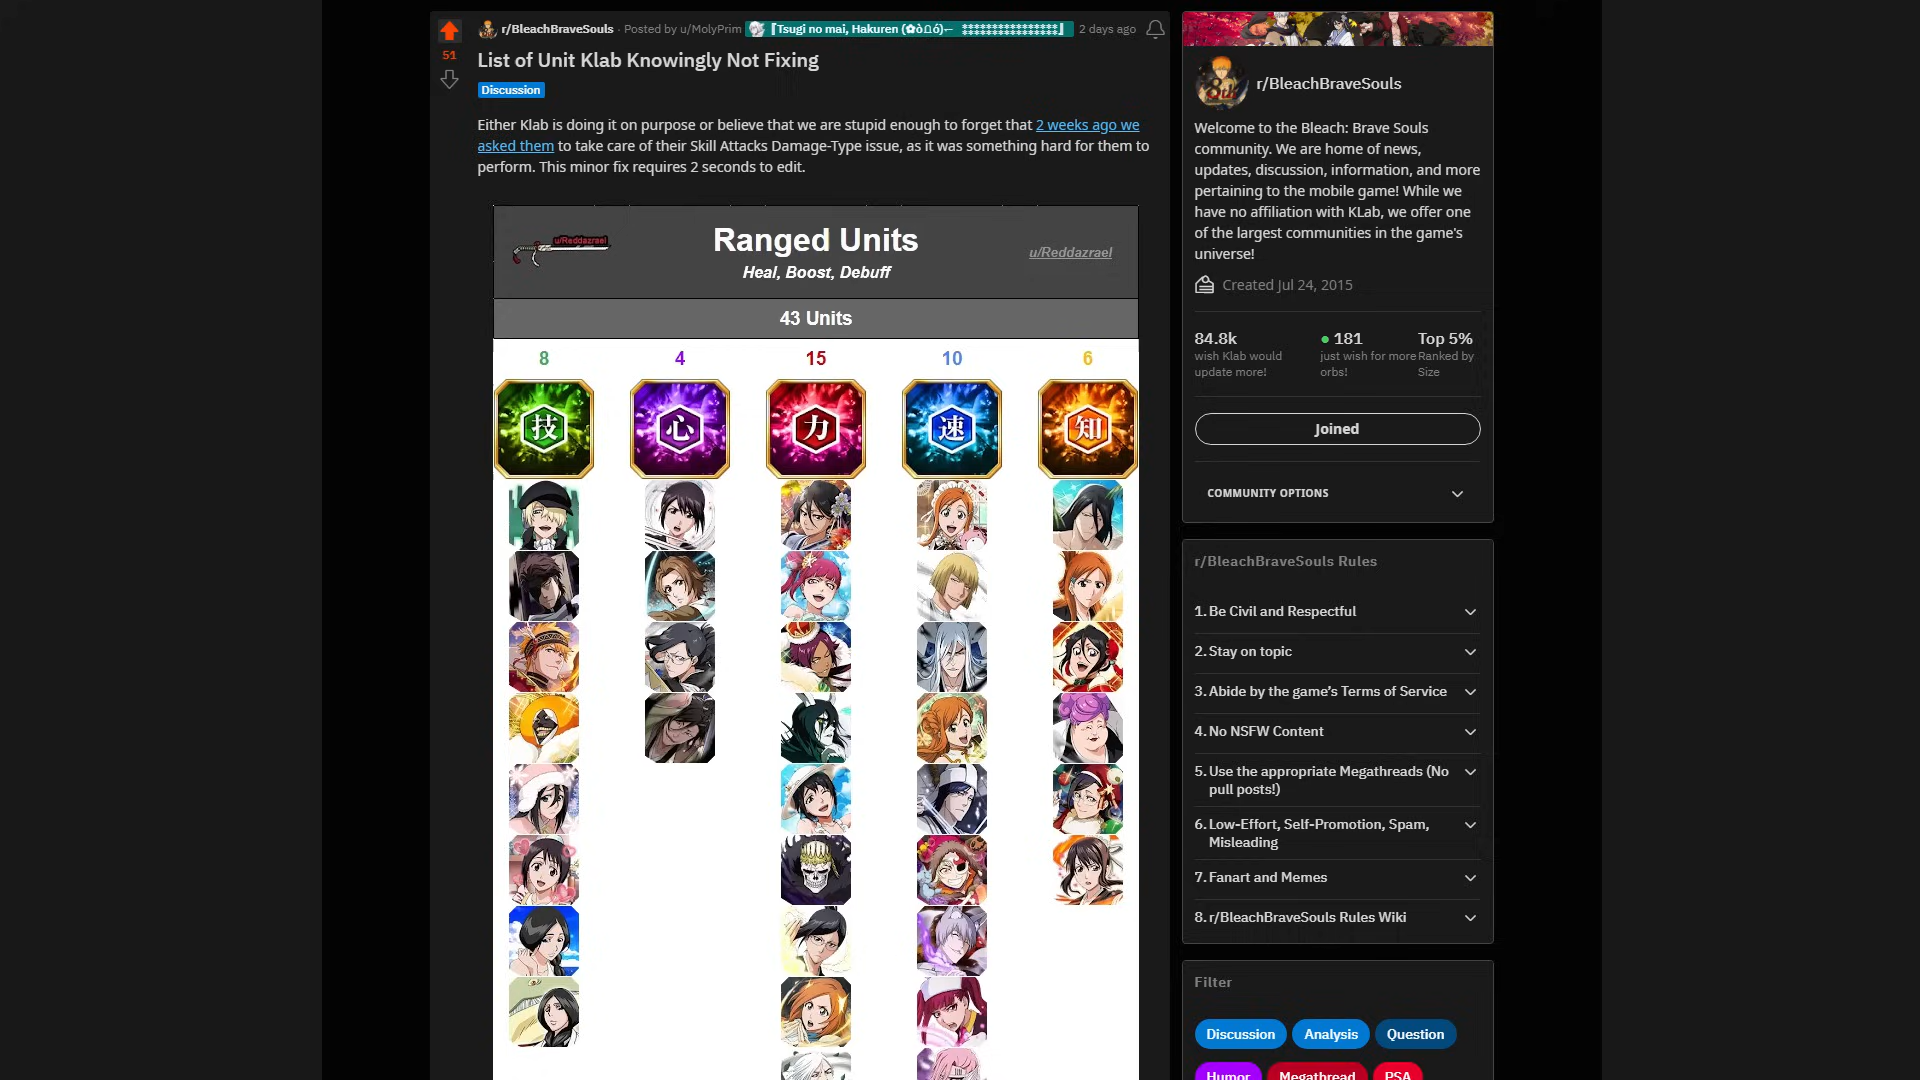 r/BleachBraveSouls · Posted by u/MolyPrim 『Tsugi no mai, Hakuren 2 days ago
51
List of Unit Klab Knowingly Not Fixing
Discussion
Either Klab is doing it on purpose or believe that we are stupid enough to forget that 2 weeks ago we
asked them to take care of their Skill Attacks Damage-Type issue, as it was something hard for them to
perform. This minor fix requires 2 seconds to edit.
u/Reddazrael
Ranged Units
u/Reddazrael
Heal, Boost, Debuff
43 Units
8 4 15 10 6
技 心 力 速 知
r/BleachBraveSouls
Welcome to the Bleach: Brave Souls
community. We are home of news,
updates, discussion, information, and more
pertaining to the mobile game! While we
have no affiliation with KLab, we offer one
of the largest communities in the game's
universe!
Created Jul 24, 2015
84.8k 181 Top 5%
wish Klab would just wish for more Ranked by
update more! orbs! Size
Joined
COMMUNITY OPTIONS
r/BleachBraveSouls Rules
1. Be Civil and Respectful
2. Stay on topic
3. Abide by the game’s Terms of Service
4. No NSFW Content
5. Use the appropriate Megathreads (No
pull posts!)
6. Low-Effort, Self-Promotion, Spam,
Misleading
7. Fanart and Memes
8. r/BleachBraveSouls Rules Wiki
Filter
Discussion Analysis Question
Humor Megathread PSA